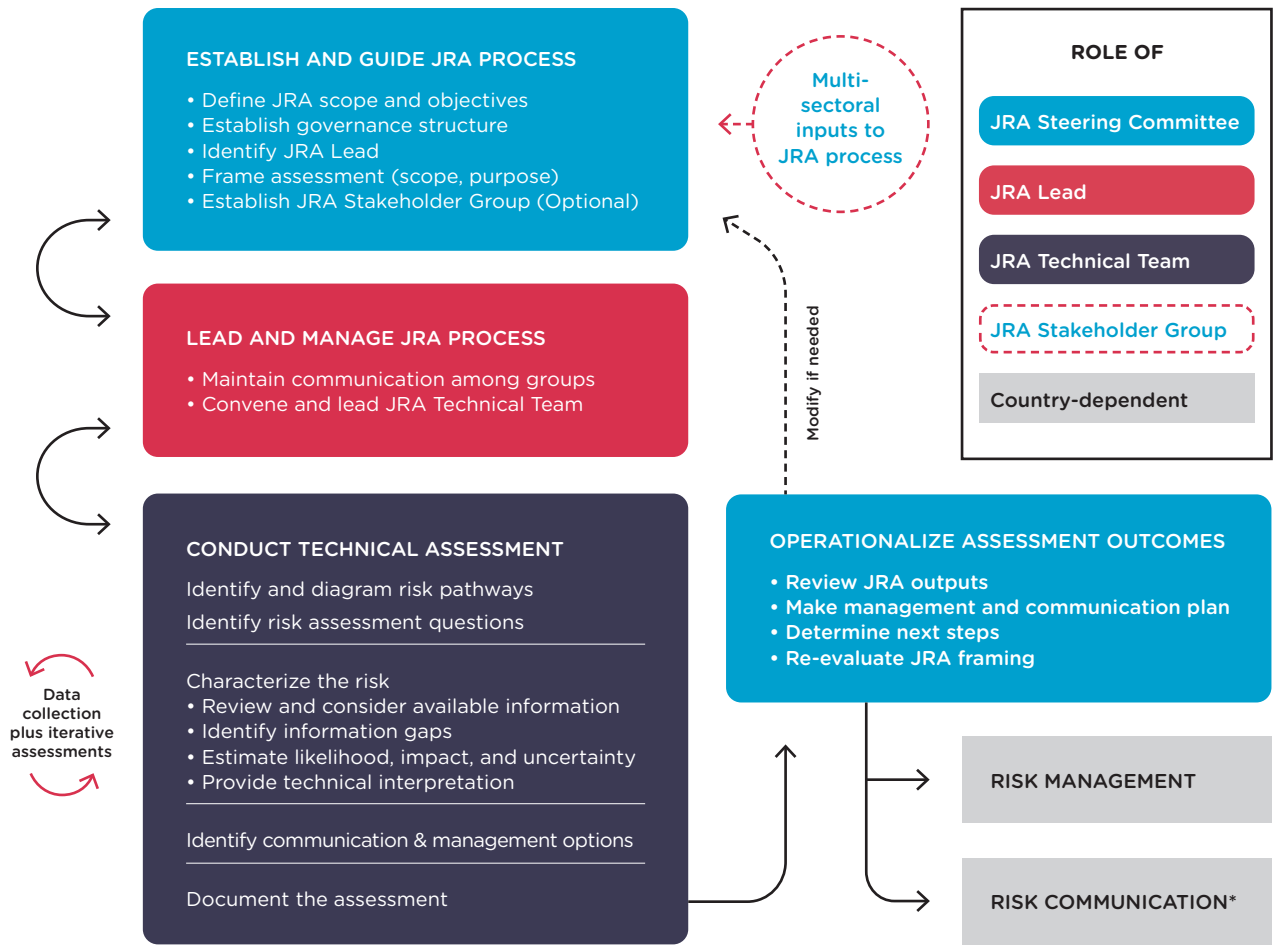 ESTABLISH AND GUIDE JRA PROCESS
• Define JRA scope and objectives
• Establish governance structure
• Identify JRA Lead
• Frame assessment (scope, purpose)
• Establish JRA Stakeholder Group (Optional)
Multi-
sectoral
inputs to
JRA process
ROLE OF
JRA Steering Committee
JRA Lead
JRA Technical Team
JRA Stakeholder Group
Country-dependent
LEAD AND MANAGE JRA PROCESS
• Maintain communication among groups
• Convene and lead JRA Technical Team
Modify if needed
CONDUCT TECHNICAL ASSESSMENT
Identify and diagram risk pathways
Identify risk assessment questions
Characterize the risk
• Review and consider available information
• Identify information gaps
• Estimate likelihood, impact, and uncertainty
• Provide technical interpretation
Identify communication & management options
Document the assessment
Data
collection
plus iterative
assessments
OPERATIONALIZE ASSESSMENT OUTCOMES
• Review JRA outputs
• Make management and communication plan
• Determine next steps
• Re-evaluate JRA framing
RISK MANAGEMENT
RISK COMMUNICATION*